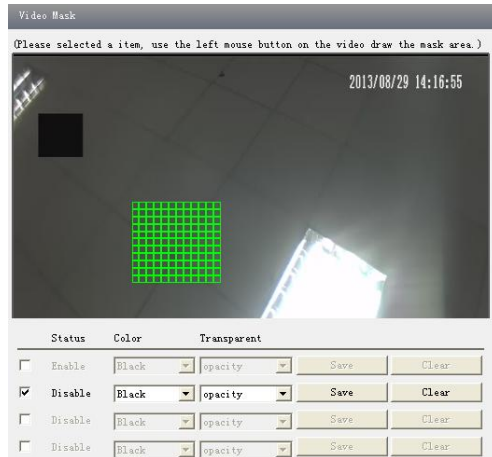 Video Mask
(Please selected a item, use the left mouse button on the video draw the mask area.)
2013/08/29 14:16:55
Status Color Transparent
Enable Black opacity Save Clear
Disable Black opacity Save Clear
Disable Black opacity Save Clear
Disable Black opacity Save Clear